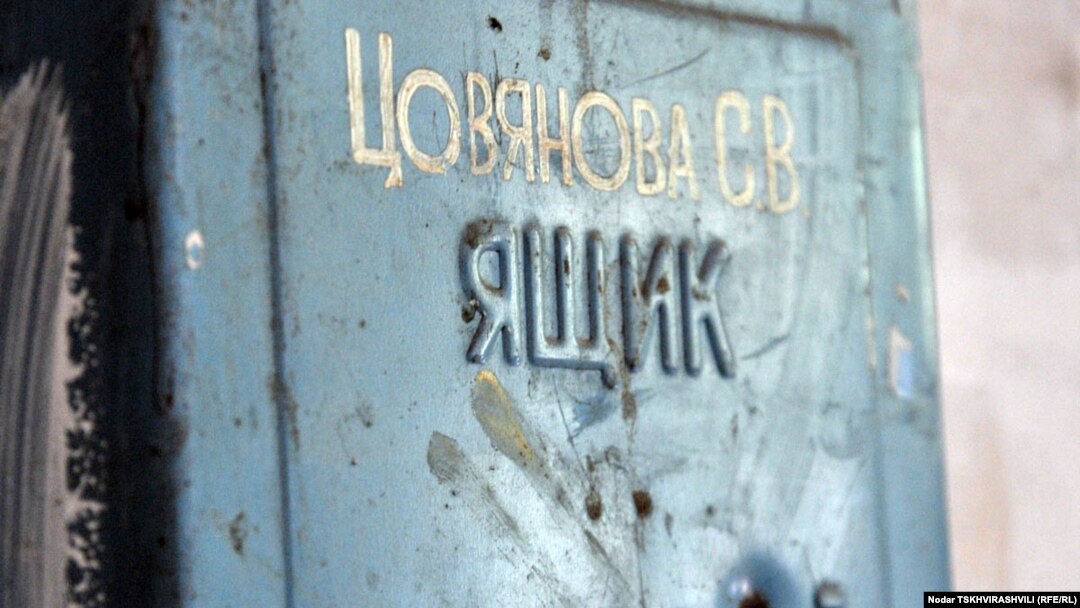 ЦОВЯНОВА С.В.
ЯЩИК
Nodar TSKHVIRASHVILI (RFE/RL)